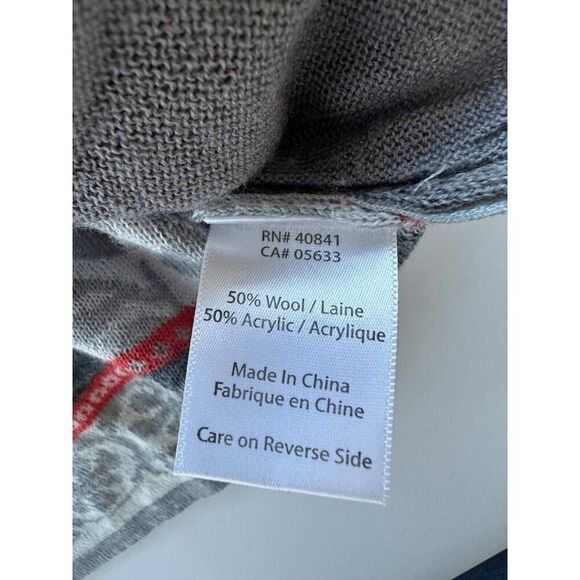 RN# 40841
CA# 05633
50% Wool / Laine
50% Acrylic / Acrylique
Made In China
Fabrique en Chine
Care on Reverse Side